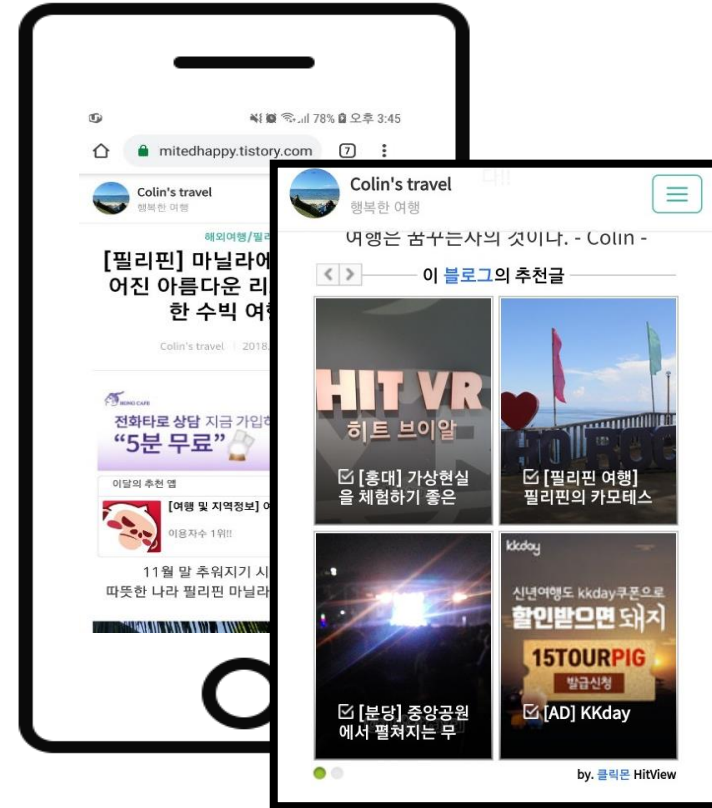 78% 오후 3:45
mitedhappy.tistory.com 7
Colin's travel
행복한 여행
해외여행/필리
[필리핀] 마닐라에
어진 아름다운 리
한 수빅 여행
Colin's travel | 2018.
MOMO CAFE
전화타로 상담 지금 가입하
“5분 무료”
이달의 추천 앱
[여행 및 지역정보] 여
이용자수 1위!!
11월 말 추워지기 시
따뜻한 나라 필리핀 마닐라
Colin's travel
행복한 여행
다!!
여행은 꿈꾸는자의 것이다. - Colin -
이 블로그의 추천글
HIT VR
히트 브이알
[홍대] 가상현실
을 체험하기 좋은
[필리핀 여행]
필리핀의 카모테스
[분당] 중앙공원
에서 펼쳐지는 무
kkday
신년여행도 kkday쿠폰으로
할인받으면 돼지
15TOURPIG
발급신청
[AD] KKday
by. 클릭몬 HitView